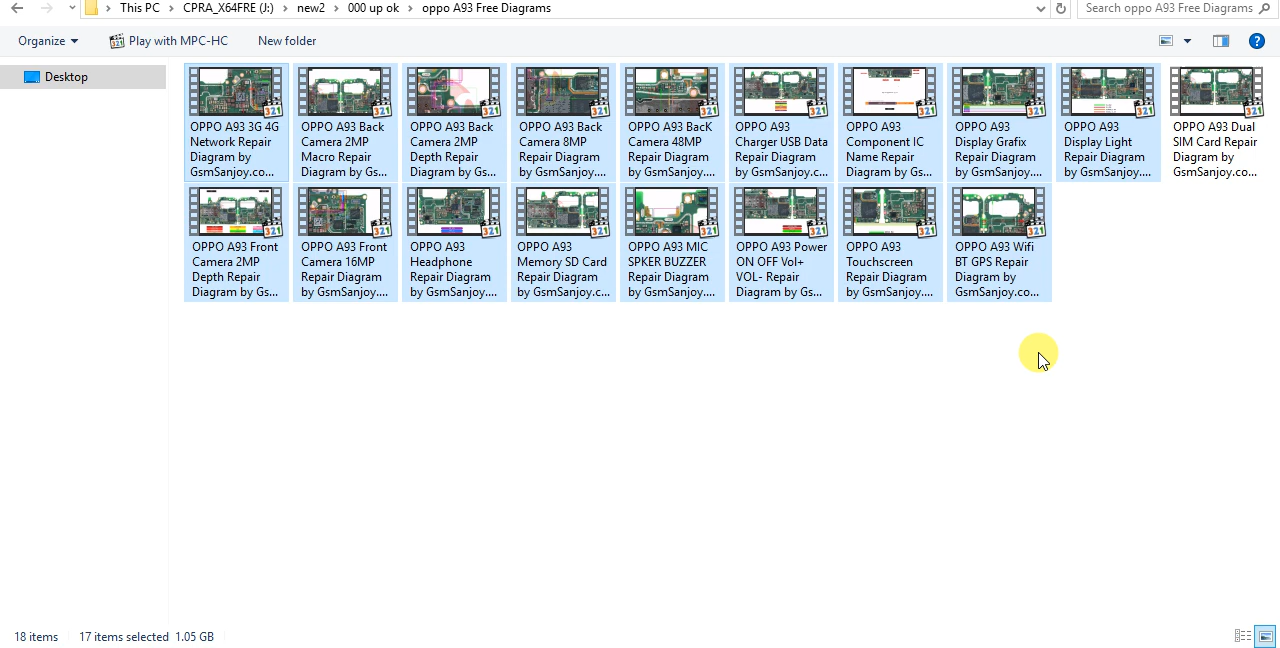 This PC > CPRA_X64FRE (J:) > new2 > 000 up ok > oppo A93 Free Diagrams
Search oppo A93 Free Diagrams
Organize
Play with MPC-HC
New folder
Desktop
OPPO A93 3G 4G
Network Repair
Diagram by
GsmSanjoy.co...
OPPO A93 Back
Camera 2MP
Macro Repair
Diagram by Gs...
OPPO A93 Back
Camera 2MP
Depth Repair
Diagram by Gs...
OPPO A93 Back
Camera 8MP
Repair Diagram
by GsmSanjoy....
OPPO A93 BacK
Camera 48MP
Repair Diagram
by GsmSanjoy....
OPPO A93
Charger USB Data
Repair Diagram
by GsmSanjoy.c...
OPPO A93
Component IC
Name Repair
Diagram by Gs...
OPPO A93
Display Grafix
Repair Diagram
by GsmSanjoy....
OPPO A93
Display Light
Repair Diagram
by GsmSanjoy....
OPPO A93 Dual
SIM Card Repair
Diagram by
GsmSanjoy.co...
OPPO A93 Front
Camera 2MP
Depth Repair
Diagram by Gs...
OPPO A93 Front
Camera 16MP
Repair Diagram
by GsmSanjoy....
OPPO A93
Headphone
Repair Diagram
by GsmSanjoy....
OPPO A93
Memory SD Card
Repair Diagram
by GsmSanjoy.c...
OPPO A93 MIC
SPKER BUZZER
Repair Diagram
by GsmSanjoy....
OPPO A93 Power
ON OFF Vol+
VOL- Repair
Diagram by Gs...
OPPO A93
Touchscreen
Repair Diagram
by GsmSanjoy....
OPPO A93 Wifi
BT GPS Repair
Diagram by
GsmSanjoy.co...
18 items
17 items selected 1.05 GB